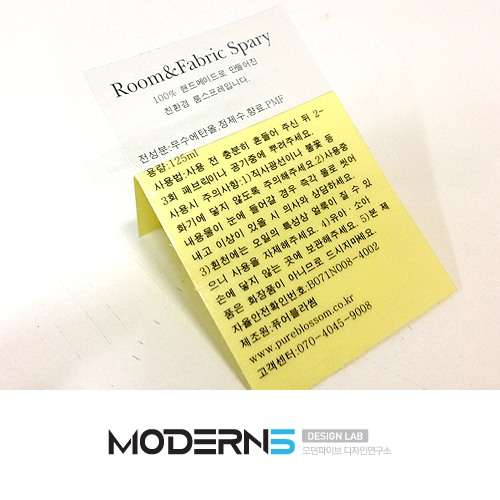 Room&Fabric Spary
100% 핸드메이드로 만들어진
친환경 룸스프레입니다.
전성분:무수에탄올,정제수,향료,PMF
용량:125ml
사용법:사용 전 충분히 흔들어 주신 뒤 2~
3회 패브릭이나 공기중에 뿌려주세요.
사용시 주의사항:1)직사광선이나 불꽃 등
화기에 닿지 않도록 주의해주세요.2)사용중
내용물이 눈에 들어갈 경우 즉각 물로 씻어
내고 이상이 있을 시 의사와 상담하세요.
3)흰천에는 오일의 특성상 얼룩이 질 수 있
으니 사용을 자제해주세요. 4)유아·소아
손에 닿지 않는 곳에 보관해주세요. 5)본 제
품은 화장품이 아니므로 드시지마세요.
자율안전확인번호:B071N008-4002
제조원:퓨어블라썸
www.pureblossom.co.kr
고객센터:070-4045-9008
MODERN5 DESIGN LAB
모던파이브 디자인연구소